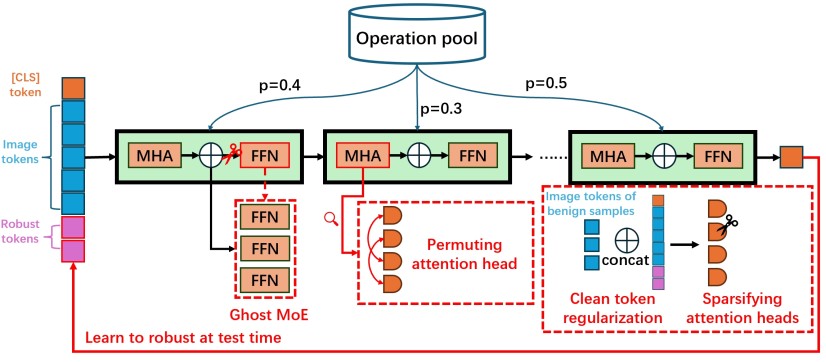 Operation pool
p=0.4
p=0.3
p=0.5
[CLS]
token
Image
tokens
Robust
tokens
MHA
FFN
MHA
FFN
......
MHA
FFN
FFN
FFN
FFN
Ghost MoE
Permuting
attention head
Image tokens of
benign samples
concat
Clean token
regularization
Sparsifying
attention heads
Learn to robust at test time